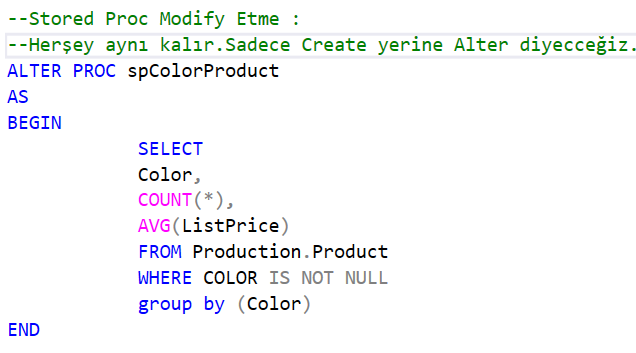 --Stored Proc Modify Etme :
--Herşey aynı kalır.Sadece Create yerine Alter diyecceğiz.
ALTER PROC spColorProduct
AS
BEGIN
SELECT
Color,
COUNT(*),
AVG(ListPrice)
FROM Production.Product
WHERE COLOR IS NOT NULL
group by (Color)
END